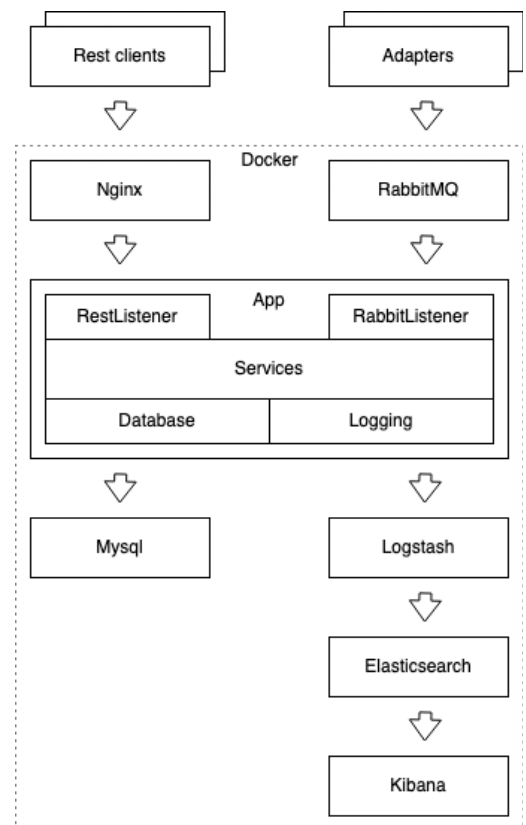 Rest clients
Adapters
Docker
Nginx
RabbitMQ
App
RestListener
RabbitListener
Services
Database
Logging
Mysql
Logstash
Elasticsearch
Kibana